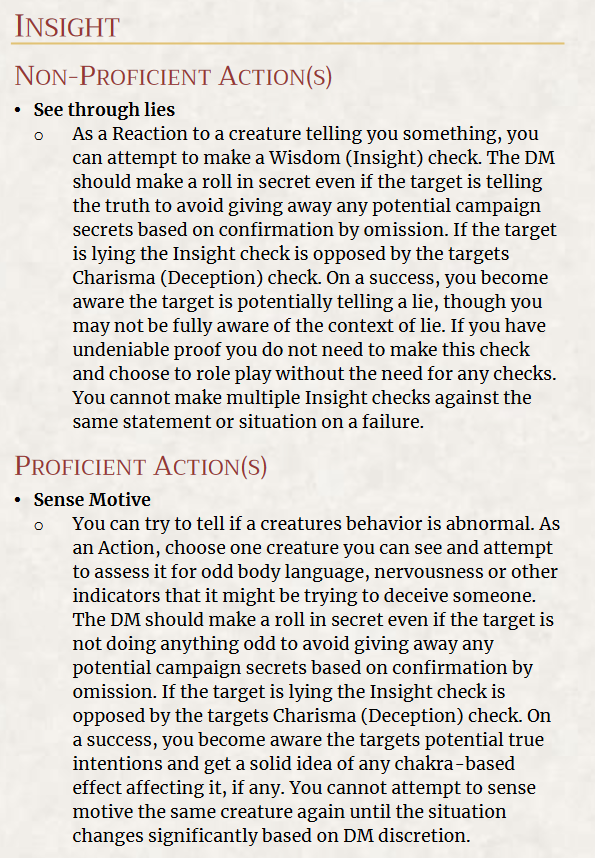 INSIGHT
NON-PROFICIENT ACTION(S)
• See through lies
o As a Reaction to a creature telling you something, you
can attempt to make a Wisdom (Insight) check. The DM
should make a roll in secret even if the target is telling
the truth to avoid giving away any potential campaign
secrets based on confirmation by omission. If the target
is lying the Insight check is opposed by the targets
Charisma (Deception) check. On a success, you become
aware the target is potentially telling a lie, though you
may not be fully aware of the context of lie. If you have
undeniable proof you do not need to make this check
and choose to role play without the need for any checks.
You cannot make multiple Insight checks against the
same statement or situation on a failure.
PROFICIENT ACTION(S)
• Sense Motive
o You can try to tell if a creatures behavior is abnormal. As
an Action, choose one creature you can see and attempt
to assess it for odd body language, nervousness or other
indicators that it might be trying to deceive someone.
The DM should make a roll in secret even if the target is
not doing anything odd to avoid giving away any
potential campaign secrets based on confirmation by
omission. If the target is lying the Insight check is
opposed by the targets Charisma (Deception) check. On
a success, you become aware the targets potential true
intentions and get a solid idea of any chakra-based
effect affecting it, if any. You cannot attempt to sense
motive the same creature again until the situation
changes significantly based on DM discretion.